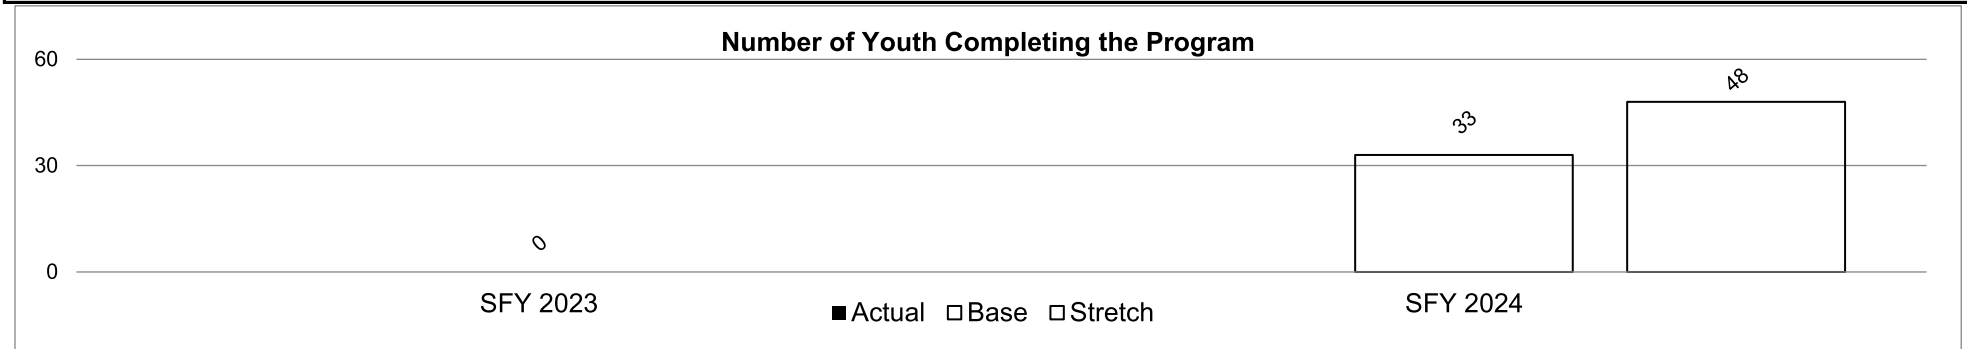 Number of Youth Completing the Program
60
30
0
0
33
48
SFY 2023
SFY 2024
Actual Base Stretch